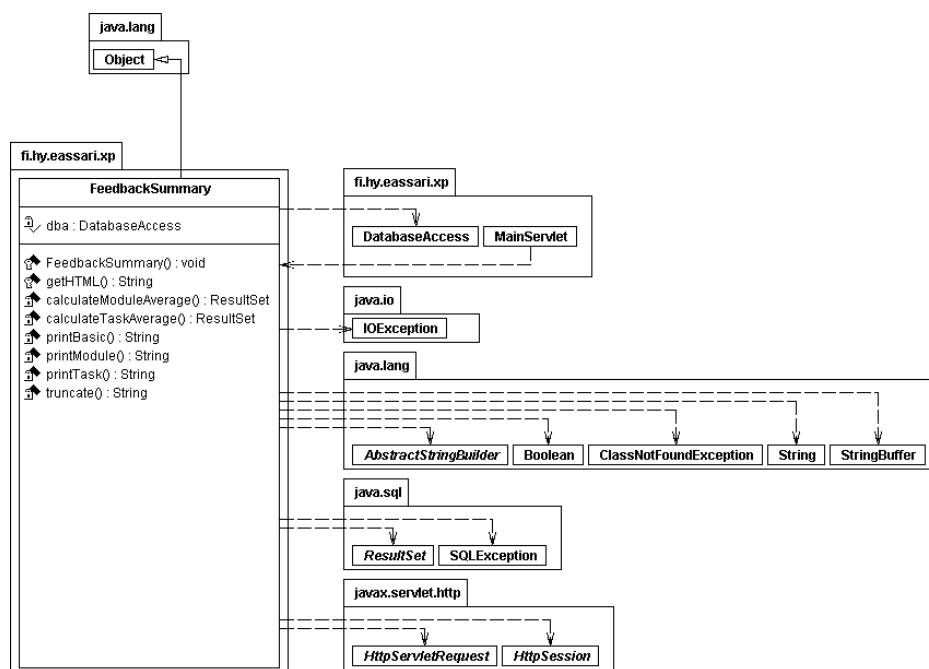 java.lang
Object
fi.hy.eassari.xp
FeedbackSummary
dba : DatabaseAccess
FeedbackSummary() : void
getHTML() : String
calculateModuleAverage() : ResultSet
calculateTaskAverage() : ResultSet
printBasic() : String
printModule() : String
printTask() : String
truncate() : String
fi.hy.eassari.xp
DatabaseAccess MainServlet
java.io
IOException
java.lang
AbstractStringBuilder Boolean ClassNotFoundException String StringBuffer
java.sql
ResultSet SQLException
javax.servlet.http
HttpServletRequest HttpSession